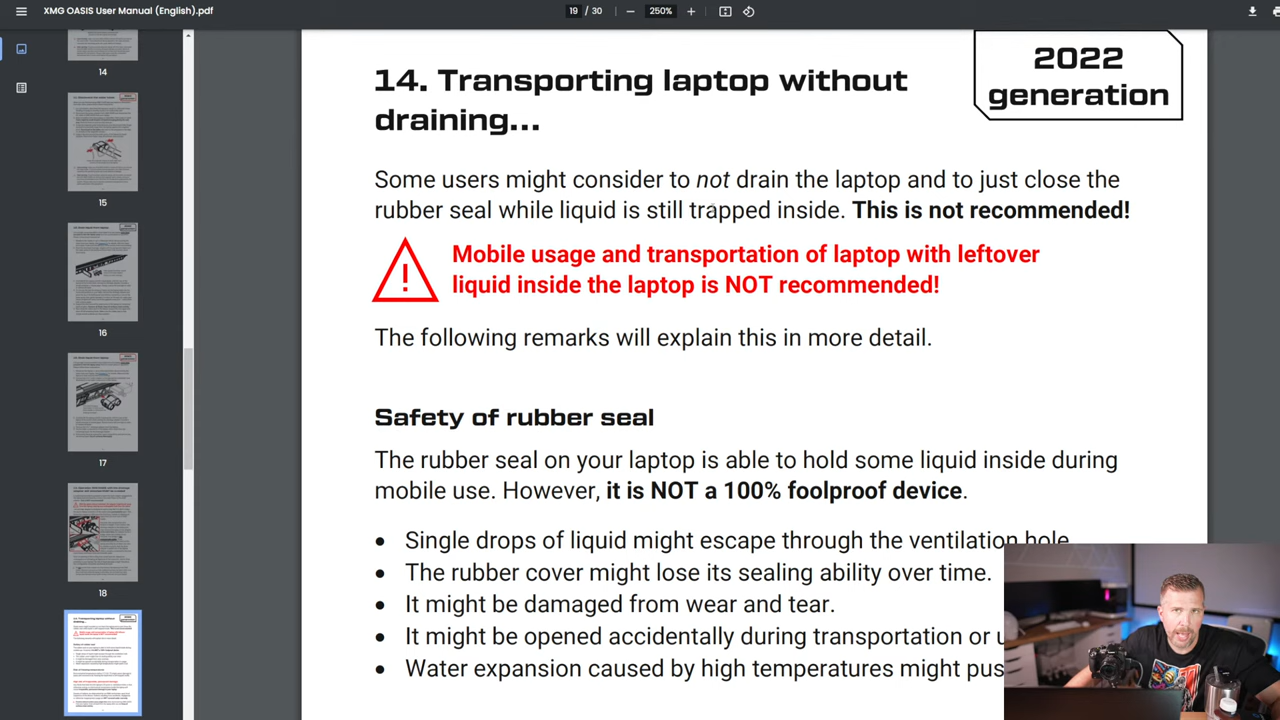 XMG OASIS User Manual (English).pdf
19 / 30
250%
2022
generation
14. Transporting laptop without
draining...
Some users might consider to not drain the laptop and to just close the
rubber seal while liquid is still trapped inside. This is not recommended!
Mobile usage and transportation of laptop with leftover
liquid inside the laptop is NOT recommended!
The following remarks will explain this in more detail.
Safety of rubber seal
The rubber seal on your laptop is able to hold some liquid inside during
mobile use. However, it is NOT a 100% foolproof device.
• Single drops of liquid might escape through the ventilation hole
• The rubber cover might lose its sealing ability over time.
• It might be damaged from wear and tear.
• It might be opened accidentally during transportation or u
• Water expansion caused by high temperatures might pus
14
15
16
17
18